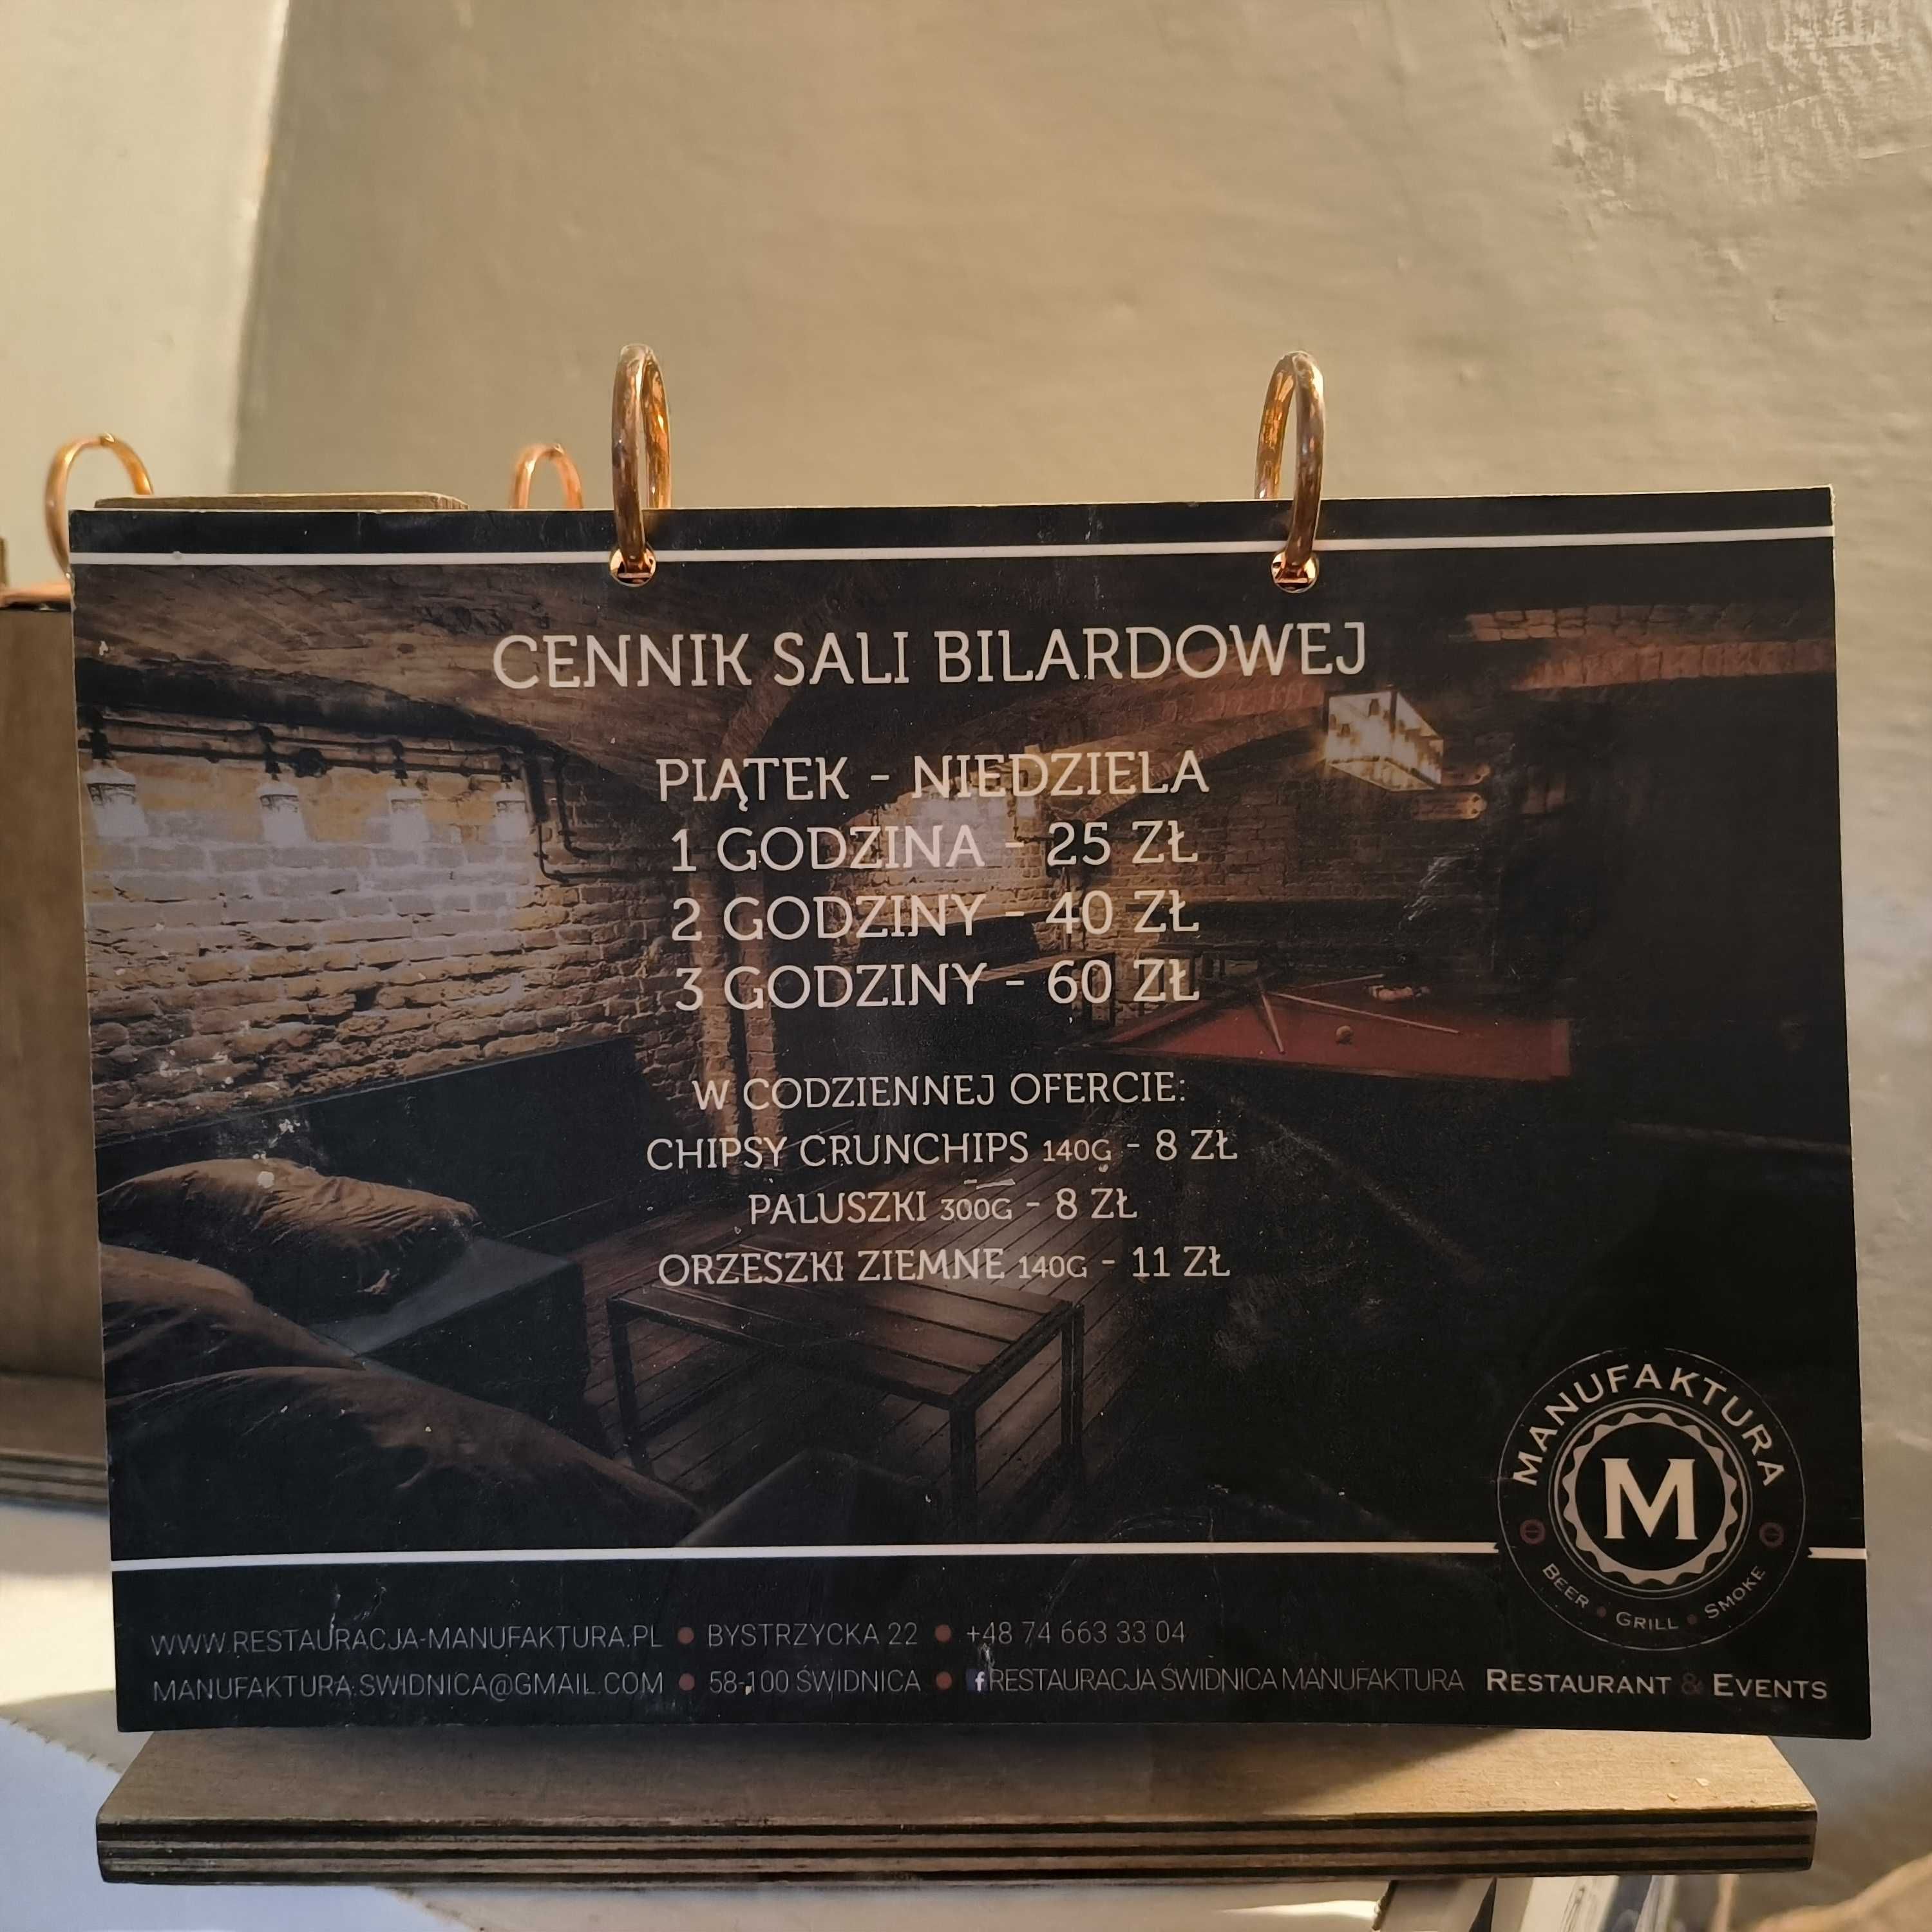 CENNIK SALI BILARDOWEJ
PIĄTEK - NIEDZIELA
1 GODZINA - 25 ZŁ
2 GODZINY - 40 ZŁ
3 GODZINY - 60 ZŁ
W CODZIENNEJ OFERCIE:
CHIPSY CRUNCHIPS 140G - 8 ZŁ
PALUSZKI 300G - 8 ZŁ
ORZESZKI ZIEMNE 140G - 11 ZŁ
MANUFAKTURA
M
BEER • GRILL • SMOKE
RESTAURANT & EVENTS
WWW.RESTAURACJA-MANUFAKTURA.PL • BYSTRZYCKA 22 • +48 74 663 33 04
MANUFAKTURA.SWIDNICA@GMAIL.COM • 58-100 ŚWIDNICA • f RESTAURACJA ŚWIDNICA MANUFAKTURA